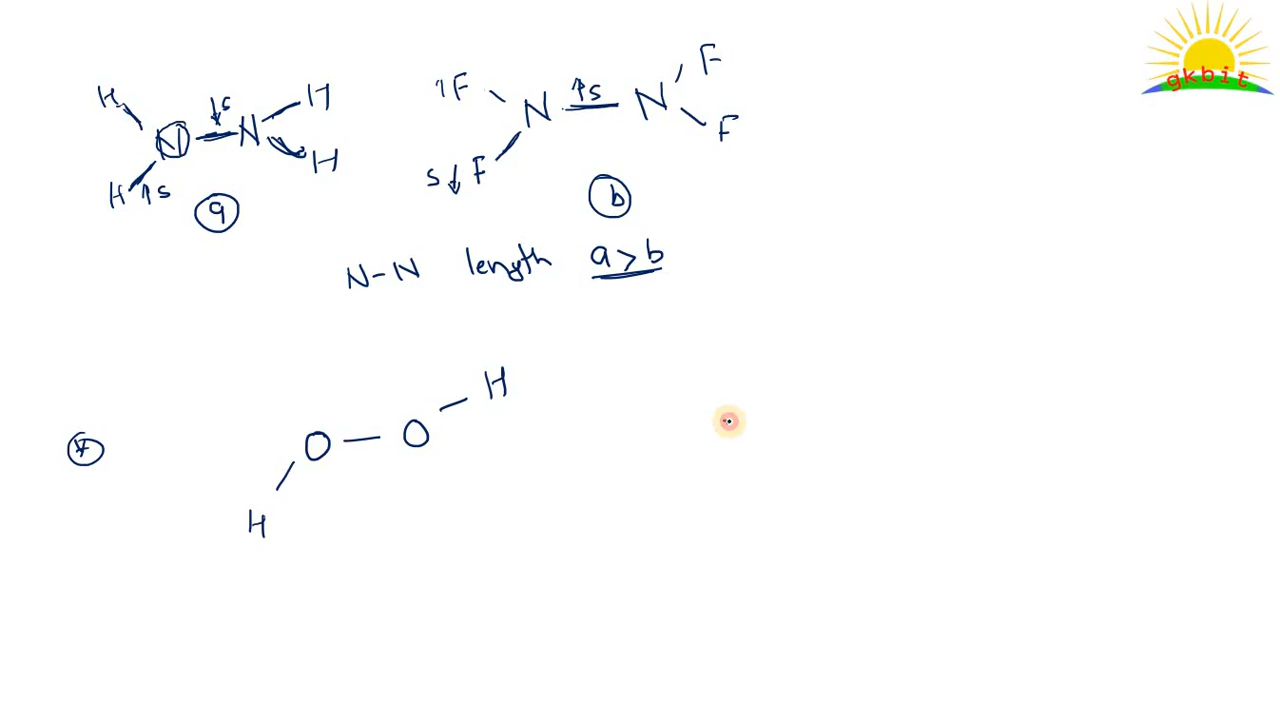 H N – N H
H ↑s ↓s H
(a)
↑F N ↑s N F
s↓ F F
(b)
N-N length a>b
* H O – O H
gkbit